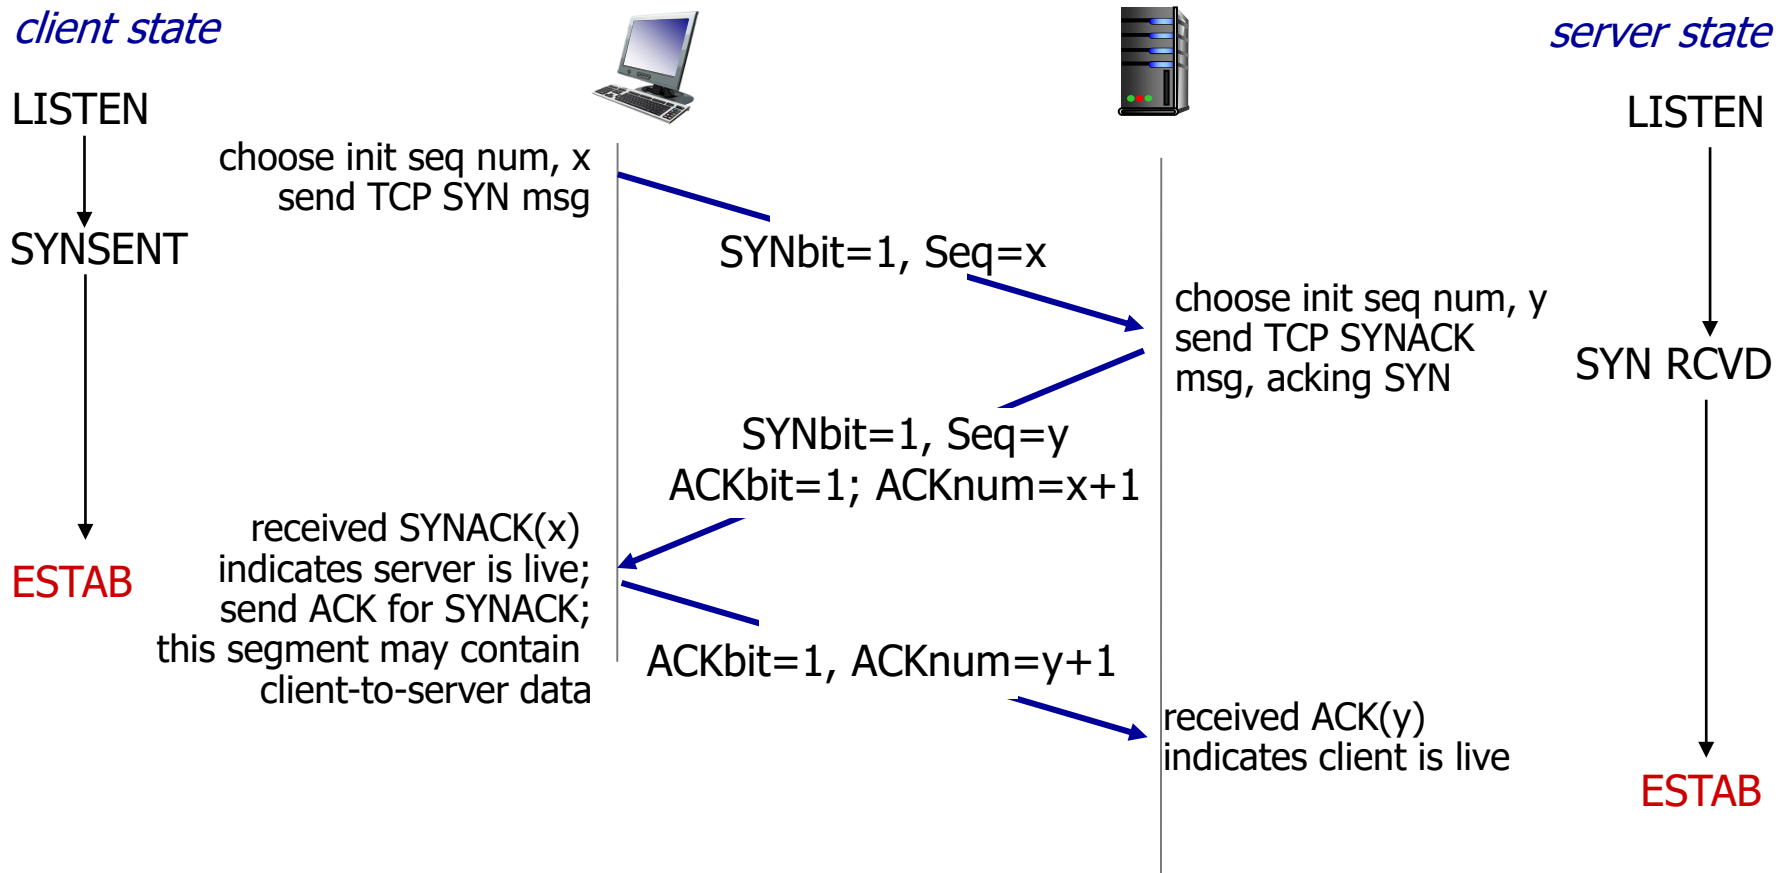 client state
server state
LISTEN
LISTEN
choose init seq num, x
send TCP SYN msg
SYNSENT
SYNbit=1, Seq=x
choose init seq num, y
send TCP SYNACK
msg, acking SYN
SYN RCVD
SYNbit=1, Seq=y
ACKbit=1; ACKnum=x+1
received SYNACK(x)
indicates server is live;
send ACK for SYNACK;
this segment may contain
client-to-server data
ESTAB
ACKbit=1, ACKnum=y+1
received ACK(y)
indicates client is live
ESTAB